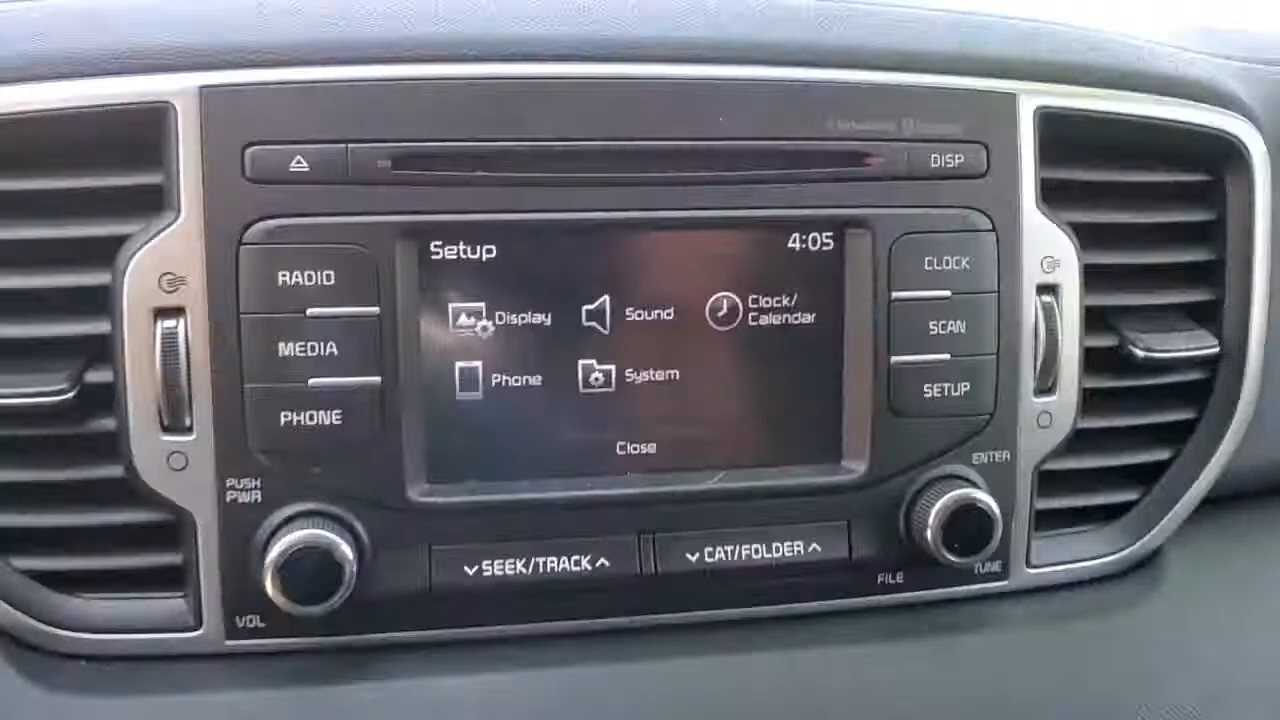 DISP
Setup
4:05
RADIO
MEDIA
PHONE
Display
Sound
Clock/
Calendar
Phone
System
Close
CLOCK
SCAN
SETUP
PUSH
PWR
VOL
SEEK/TRACK
CAT/FOLDER
ENTER
FILE
TUNE